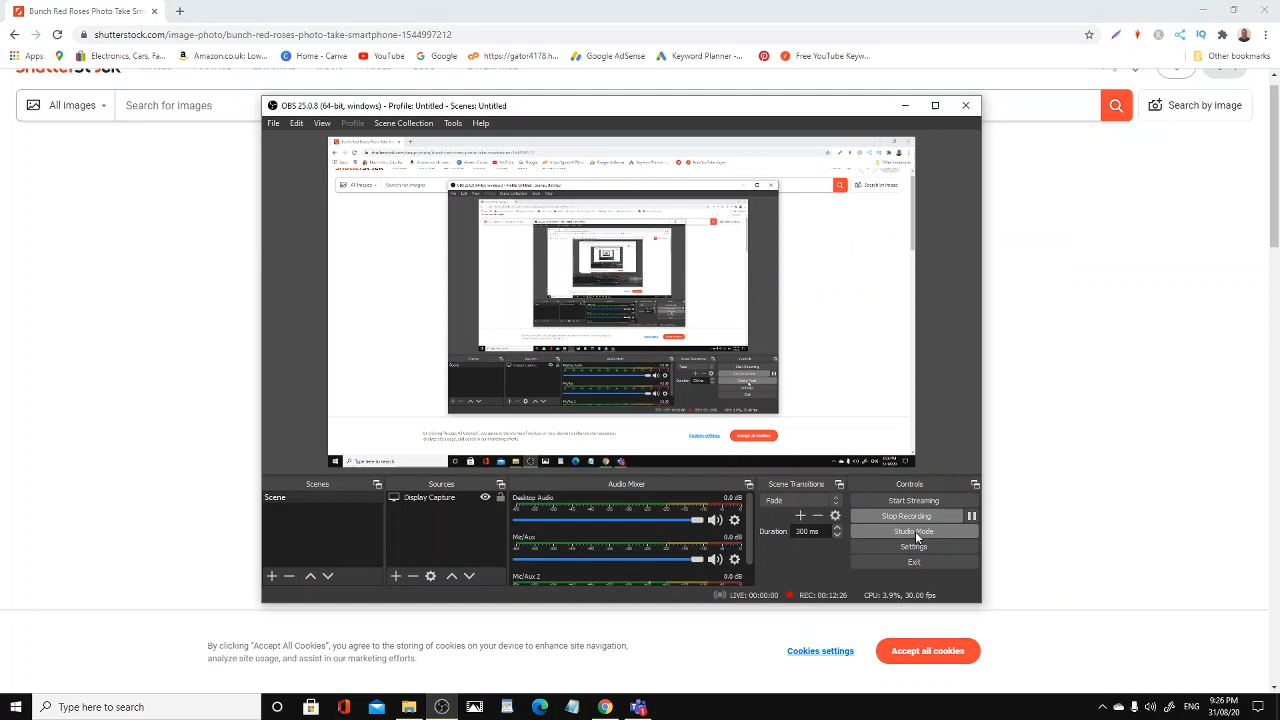 Bunch Red Roses Photo Take Sm
shutterstock.com/image-photo/bunch-red-roses-photo-take-smartphone-1544997212
Apps
Electronics, Cars, Fa...
Amazon.co.uk: Low...
Home - Canva
YouTube
Google
https://gator4178.h...
Google AdSense
Keyword Planner -...
Free YouTube Keyw...
Other bookmarks
All Images
Search for images
Search by image
OBS 25.0.8 (64-bit, windows) - Profile: Untitled - Scenes: Untitled
File Edit View Profile Scene Collection Tools Help
Scenes
Scene
Sources
Display Capture
Audio Mixer
Desktop Audio 0.0 dB
Mic/Aux 0.0 dB
Mic/Aux 2 0.0 dB
Scene Transitions
Fade
Duration 300 ms
Controls
Start Streaming
Stop Recording
Studio Mode
Settings
Exit
LIVE: 00:00:00 REC: 00:12:26 CPU: 3.9%, 30.00 fps
By clicking "Accept All Cookies", you agree to the storing of cookies on your device to enhance site navigation,
analyze site usage, and assist in our marketing efforts.
Cookies settings
Accept all cookies
Type here to search
9:26 PM
31/08/20